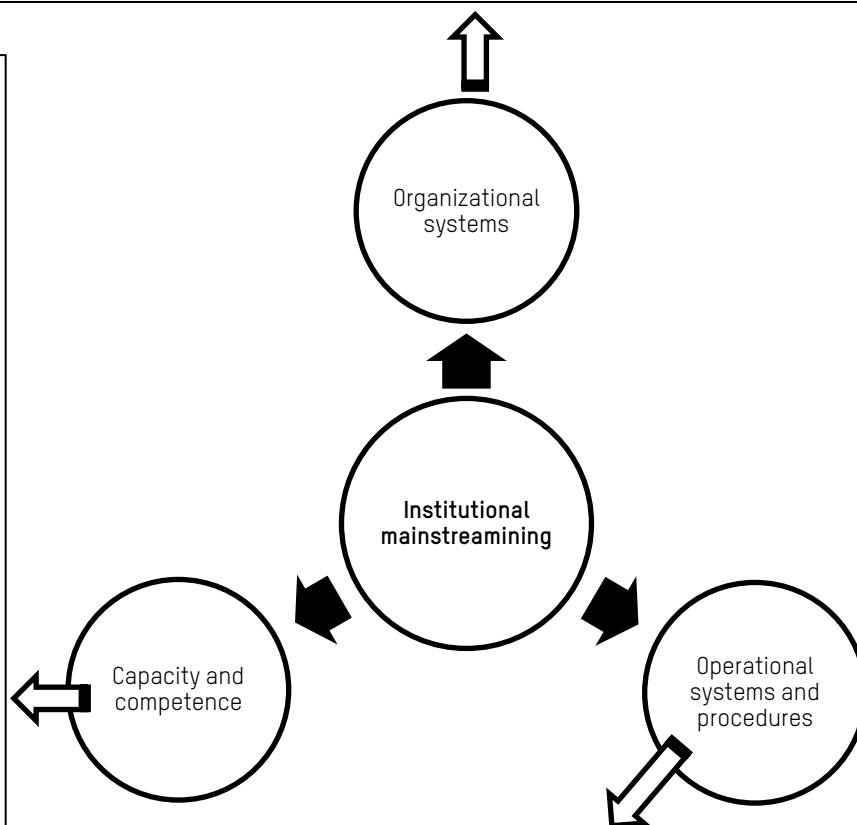 Organizational
systems
Institutional
mainstreamining
Capacity and
competence
Operational
systems and
procedures